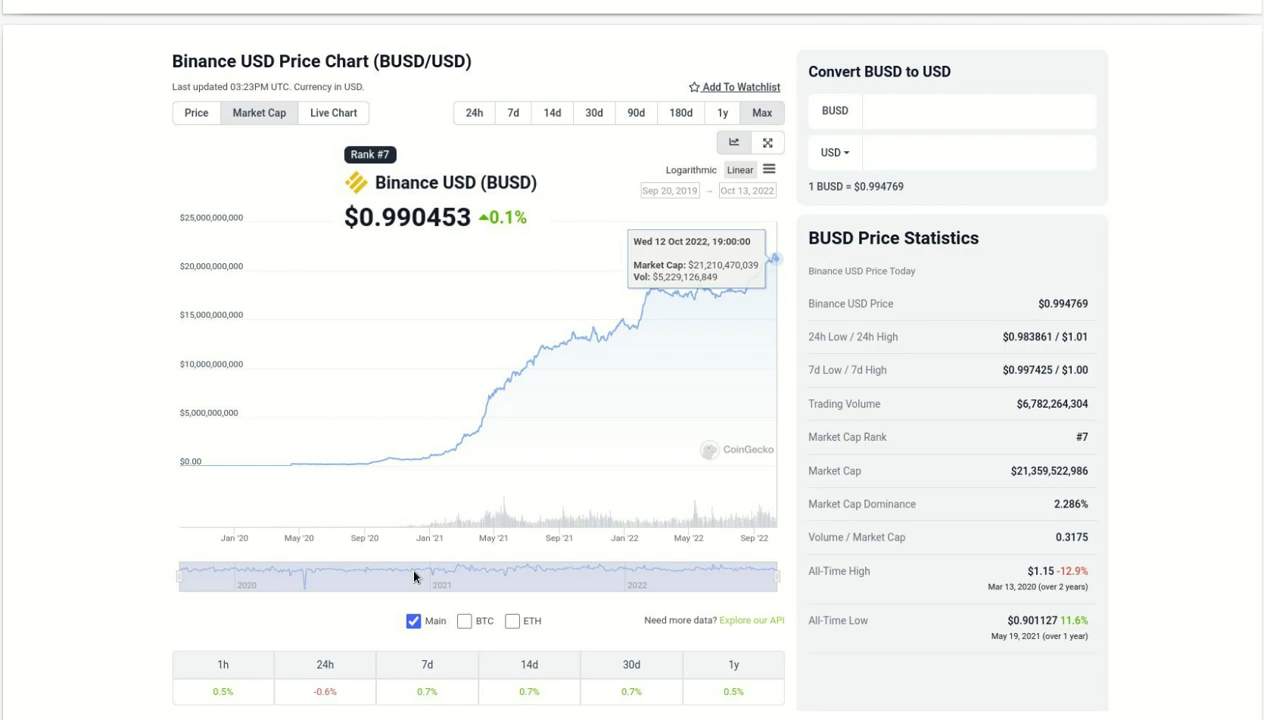 Binance USD Price Chart (BUSD/USD)
Last updated 03:23PM UTC. Currency in USD.
Add To Watchlist
Price Market Cap Live Chart
24h 7d 14d 30d 90d 180d 1y Max
Rank #7
Logarithmic Linear
Binance USD (BUSD)
Sep 20, 2019 → Oct 13, 2022
$0.990453 0.1%
$25,000,000,000
$20,000,000,000
$15,000,000,000
$10,000,000,000
$5,000,000,000
$0.00
Wed 12 Oct 2022, 19:00:00
Market Cap: $21,210,470,039
Vol: $5,229,126,849
CoinGecko
Jan '20 May '20 Sep '20 Jan '21 May '21 Sep '21 Jan '22 May '22 Sep '22
2020 2021 2022
Main BTC ETH
Need more data? Explore our API
1h 24h 7d 14d 30d 1y
0.5% -0.6% 0.7% 0.7% 0.7% 0.5%
Convert BUSD to USD
BUSD
USD
1 BUSD = $0.994769
BUSD Price Statistics
Binance USD Price Today
Binance USD Price $0.994769
24h Low / 24h High $0.983861 / $1.01
7d Low / 7d High $0.997425 / $1.00
Trading Volume $6,782,264,304
Market Cap Rank #7
Market Cap $21,359,522,986
Market Cap Dominance 2.286%
Volume / Market Cap 0.3175
All-Time High $1.15 -12.9%
Mar 13, 2020 (over 2 years)
All-Time Low $0.901127 11.6%
May 19, 2021 (over 1 year)